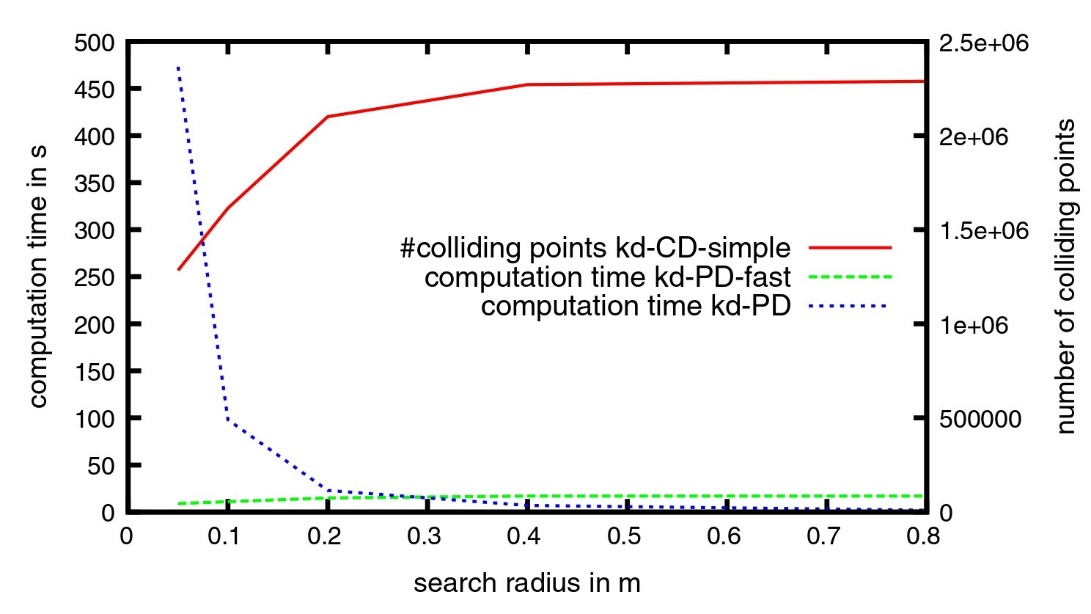 500
450
400
350
300
250
200
150
100
50
0
2.5e+06
2e+06
1.5e+06
1e+06
500000
0
computation time in s
number of colliding points
#colliding points kd-CD-simple
computation time kd-PD-fast
computation time kd-PD
0 0.1 0.2 0.3 0.4 0.5 0.6 0.7 0.8
search radius in m